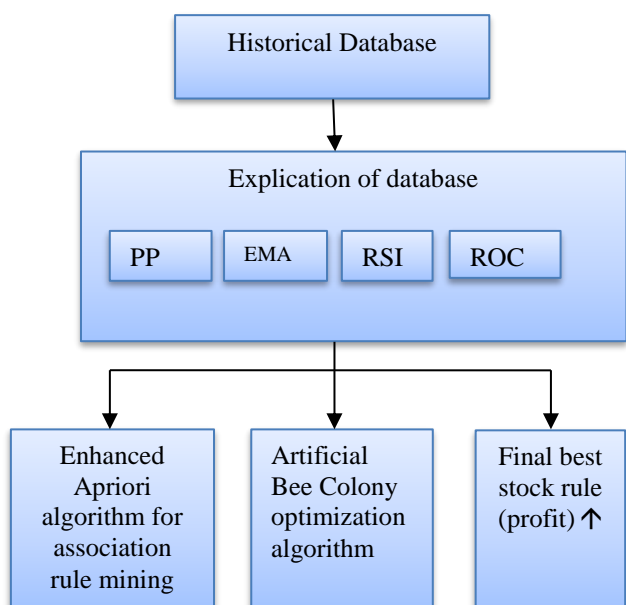 Historical Database
Explication of database
PP
EMA
RSI
ROC
Enhanced
Apriori
algorithm for
association
rule mining
Artificial
Bee Colony
optimization
algorithm
Final best
stock rule
(profit) ↑